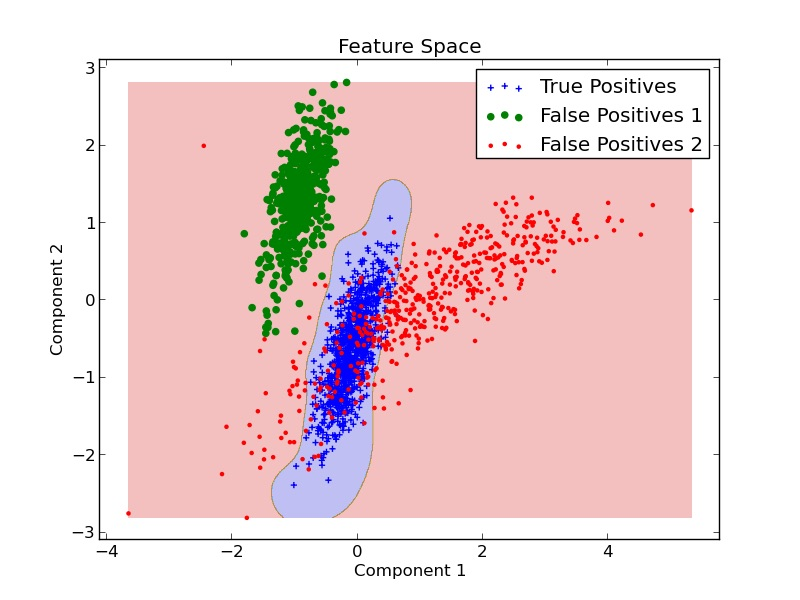 Feature Space
True Positives
False Positives 1
False Positives 2
3
2
1
0
−1
−2
−3
Component 2
−4
−2
0
2
4
Component 1